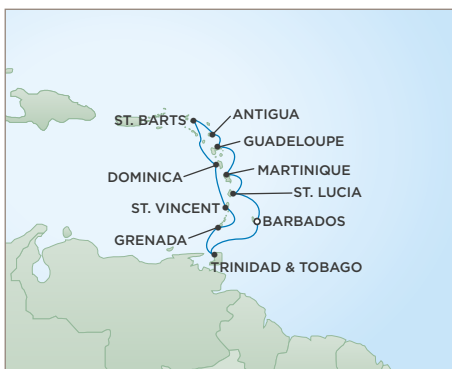 ST. BARTS
ANTIGUA
GUADELOUPE
DOMINICA
MARTINIQUE
ST. LUCIA
ST. VINCENT
BARBADOS
GRENADA
TRINIDAD & TOBAGO